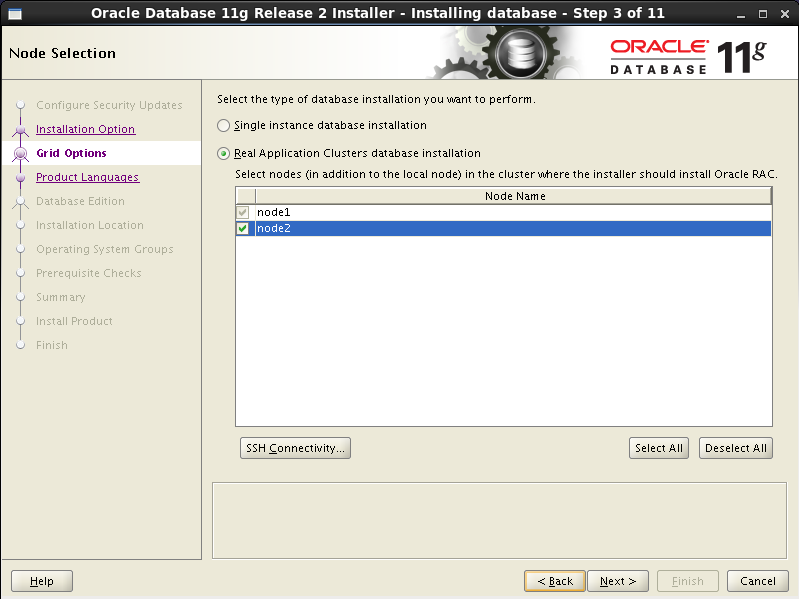 Oracle Database 11g Release 2 Installer - Installing database - Step 3 of 11
Node Selection
ORACLE®
DATABASE 11g
Configure Security Updates
Installation Option
Grid Options
Product Languages
Database Edition
Installation Location
Operating System Groups
Prerequisite Checks
Summary
Install Product
Finish
Select the type of database installation you want to perform.
Single instance database installation
Real Application Clusters database installation
Select nodes (in addition to the local node) in the cluster where the installer should install Oracle RAC.
Node Name
node1
node2
SSH Connectivity... Select All Deselect All
Help < Back Next > Finish Cancel